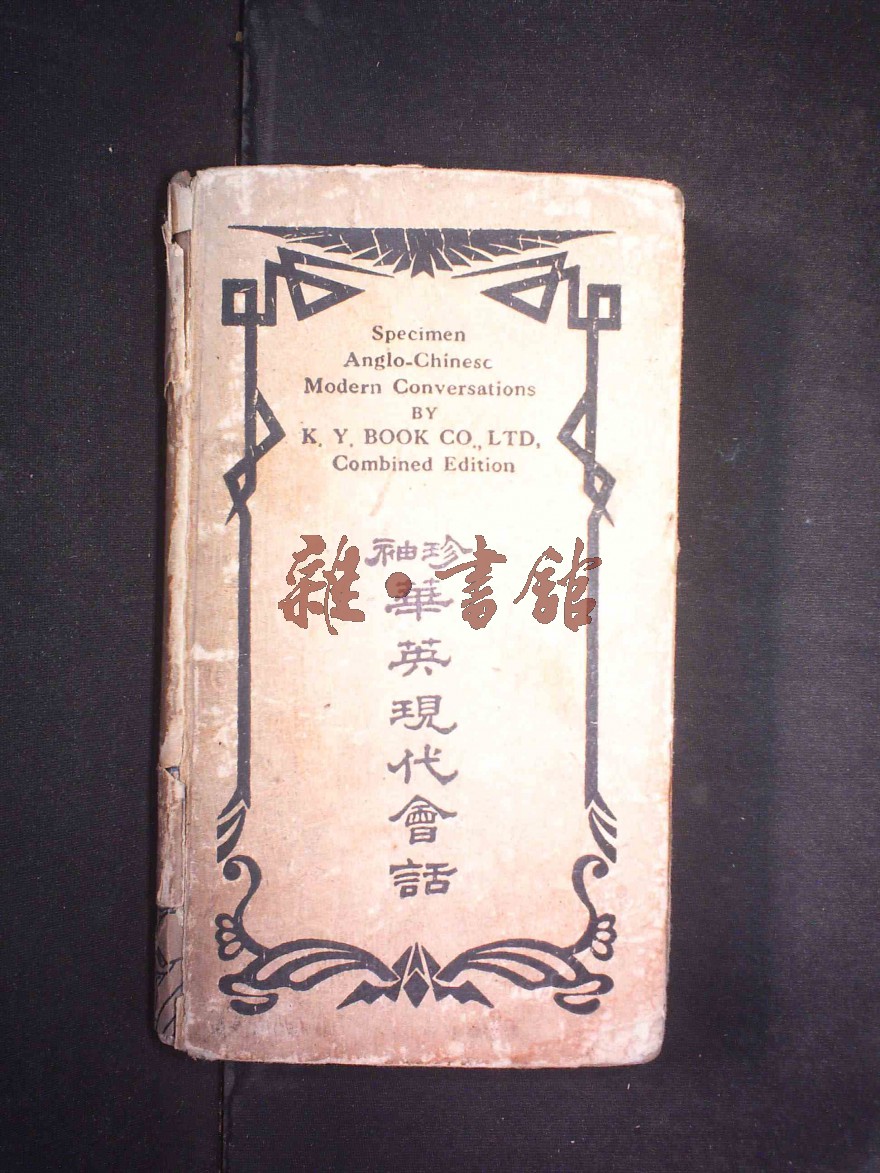 Specimen
Anglo-Chinese
Modern Conversations
BY
K. Y. BOOK CO., LTD,
Combined Edition
袖珍
雜·書館
華英現代會話